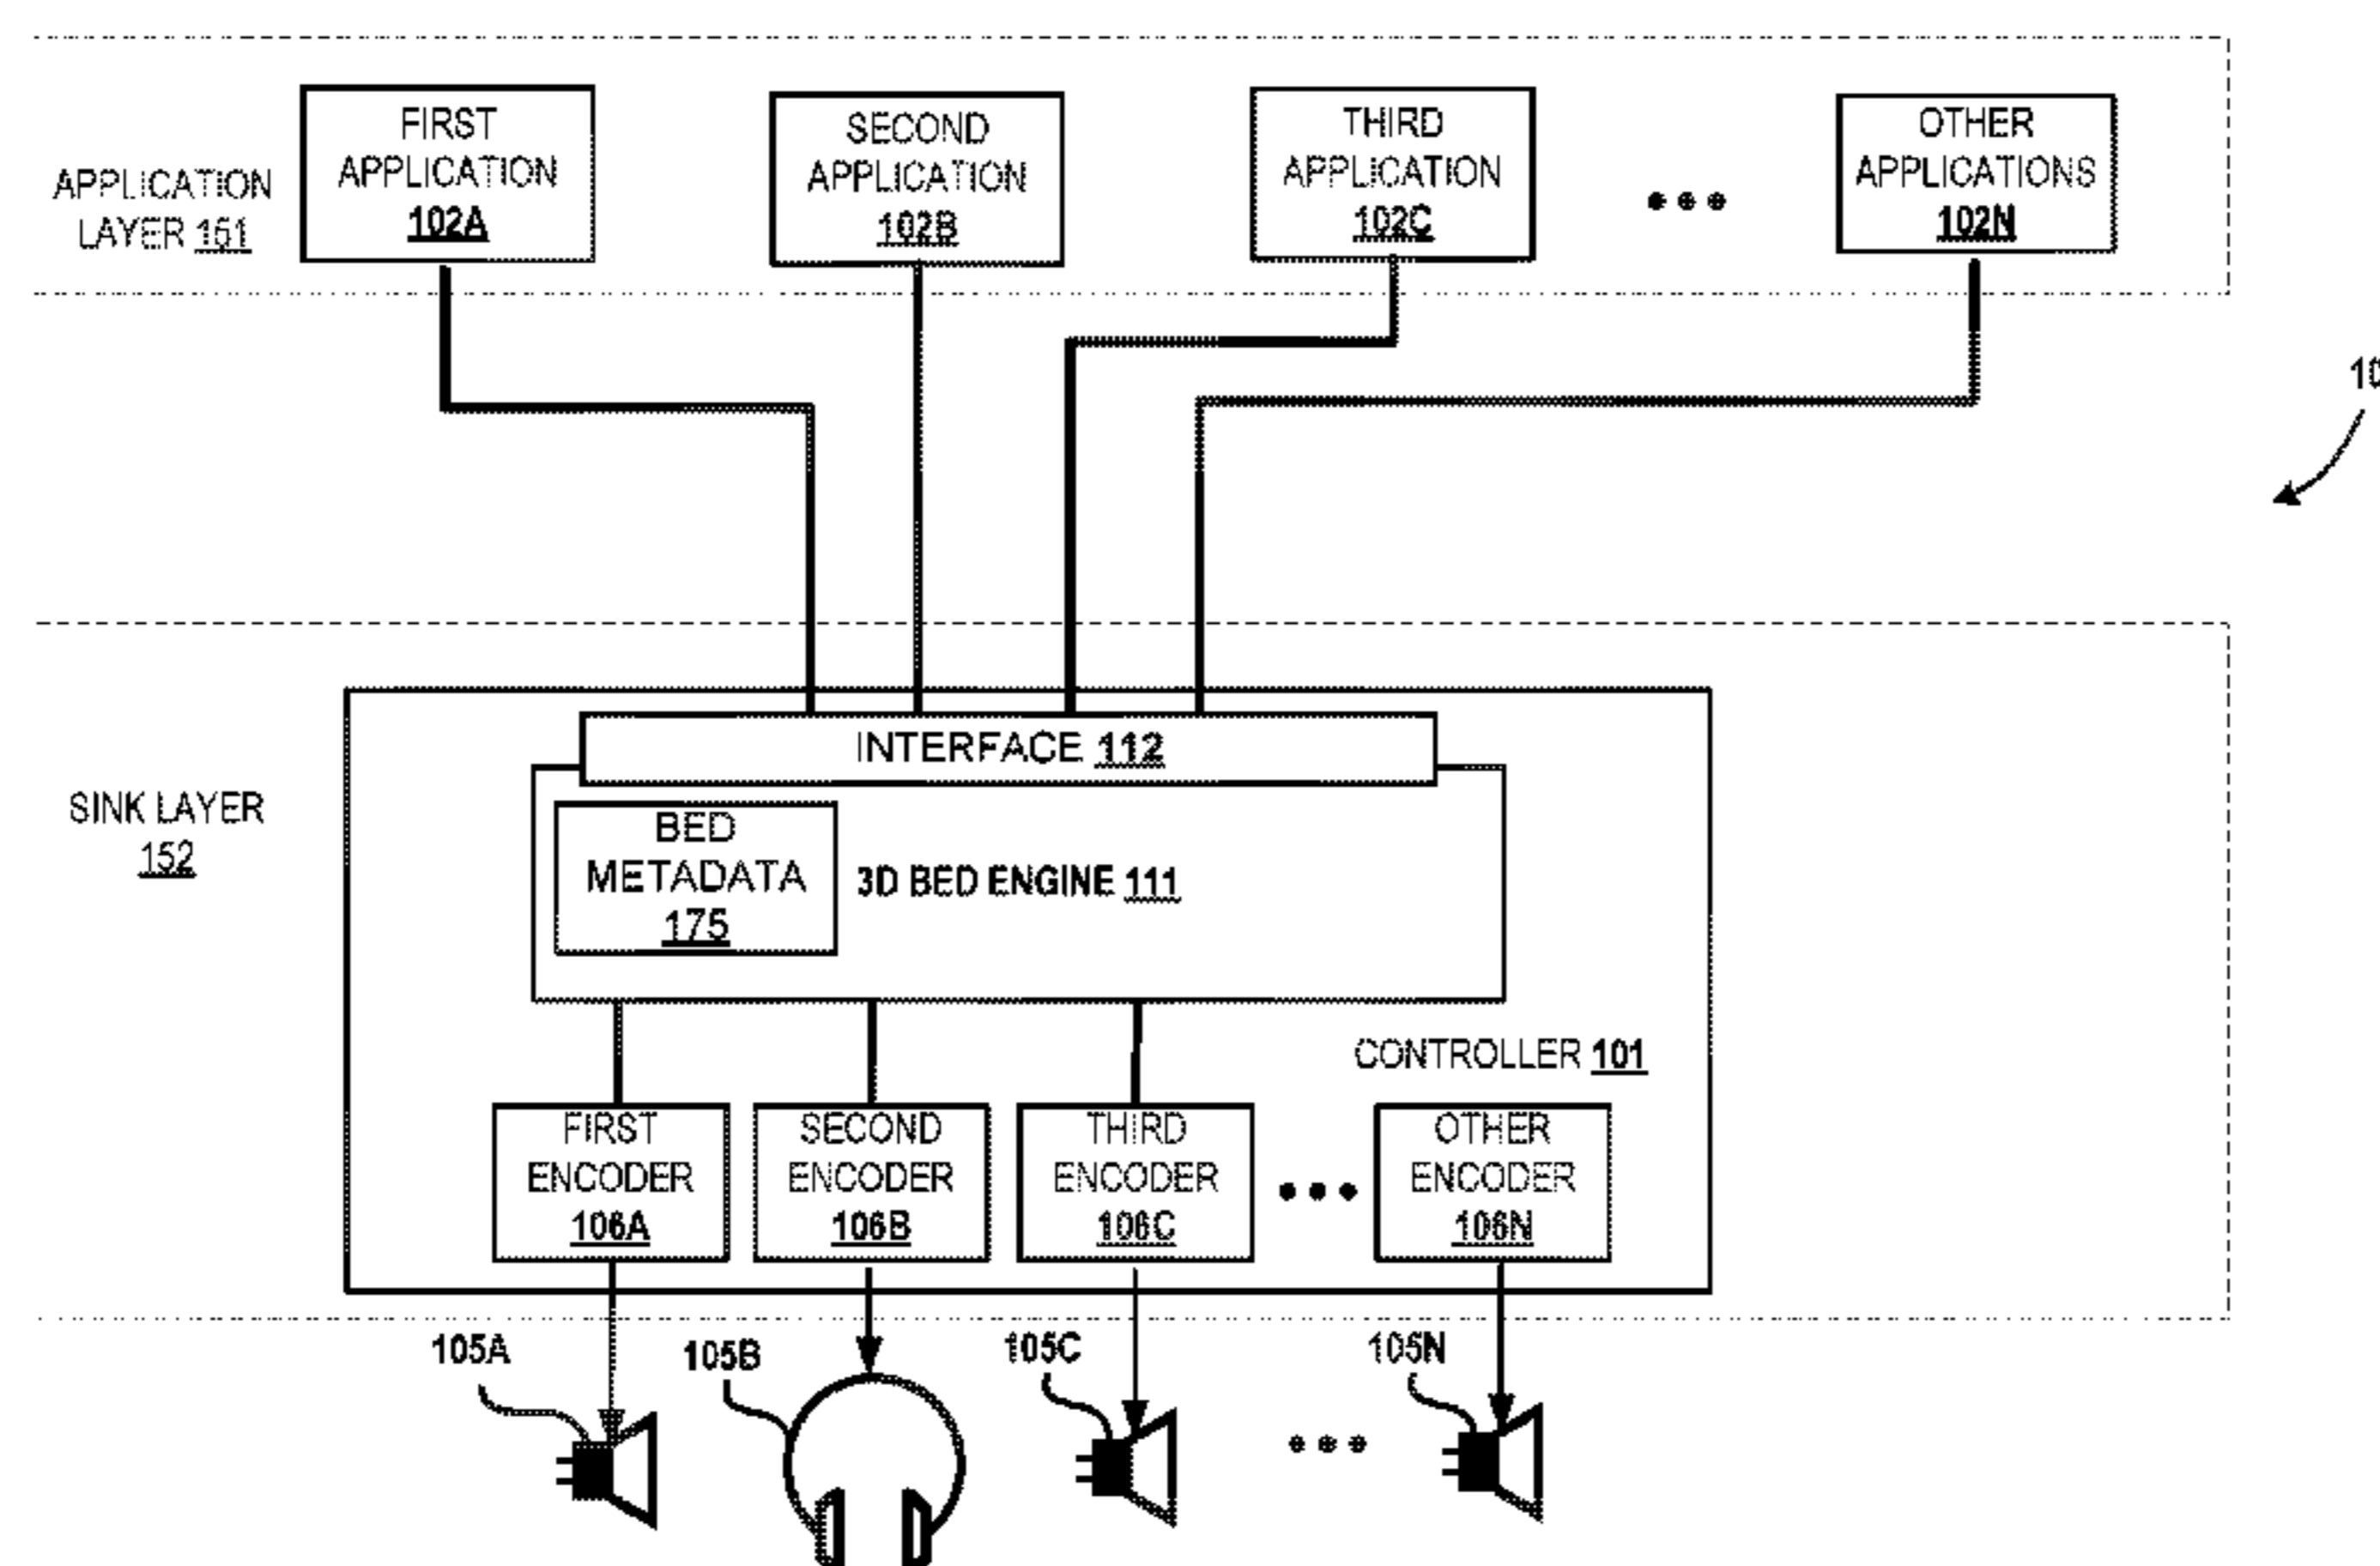 FIRST
APPLICATION
102A
SECOND
APPLICATION
102B
THIRD
APPLICATION
102C
OTHER
APPLICATIONS
102N
APPLICATION
LAYER 151
10
INTERFACE 112
SINK LAYER
152
BED
METADATA
175
3D BED ENGINE 111
CONTROLLER 101
FIRST
ENCODER
106A
SECOND
ENCODER
106B
THIRD
ENCODER
106C
OTHER
ENCODER
106N
105A
105B
105C
105N